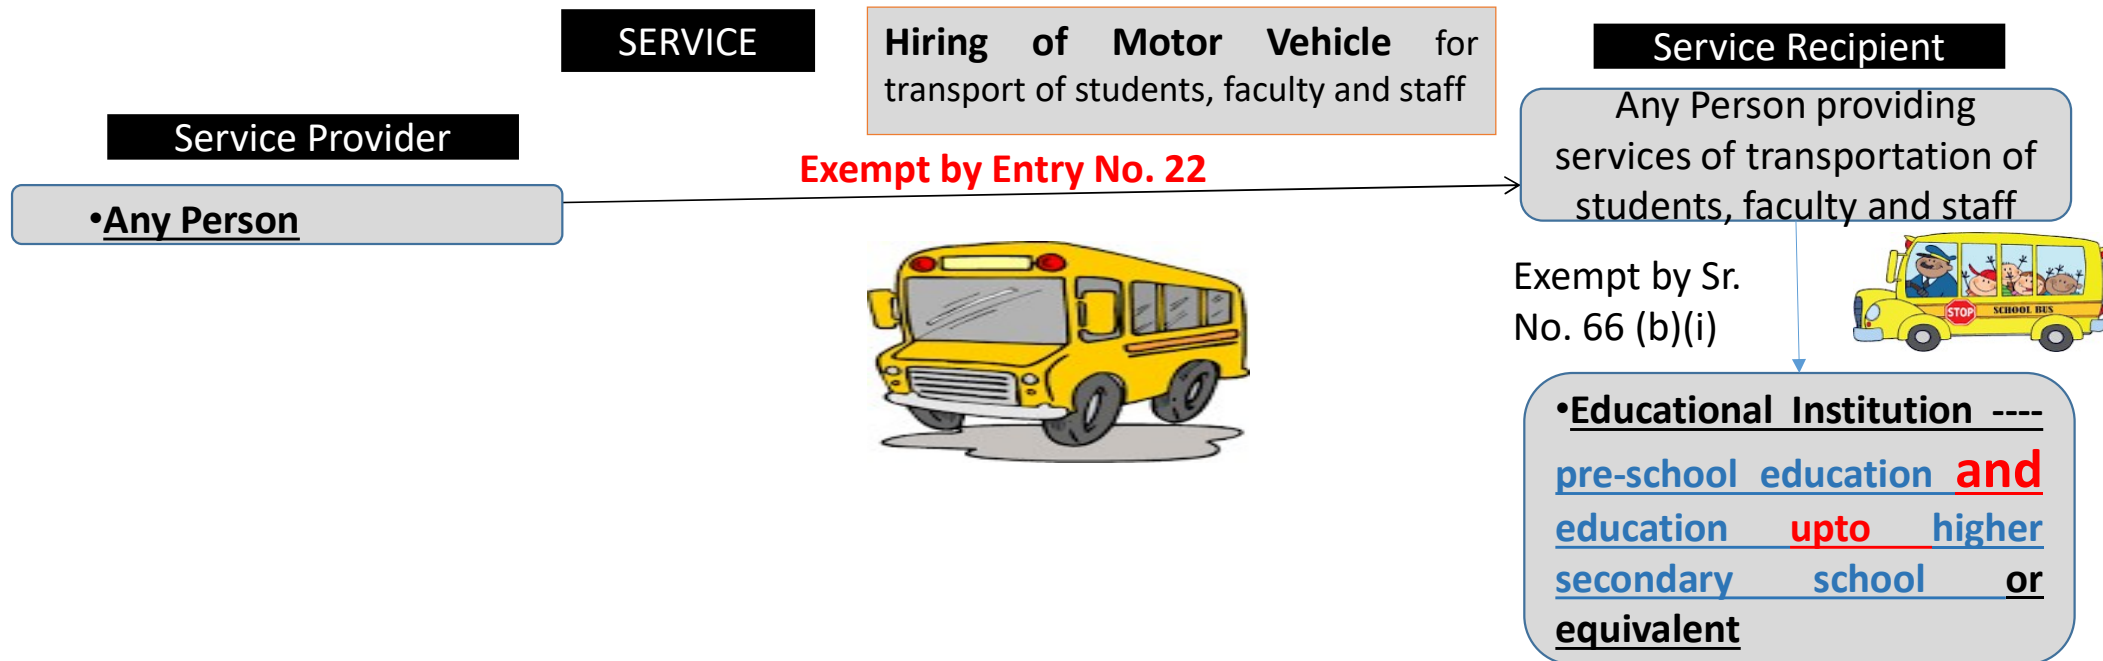 SERVICE
Hiring of Motor Vehicle for
transport of students, faculty and staff
Service Recipient
Service Provider
Any Person providing
services of transportation of
students, faculty and staff
Exempt by Entry No. 22
•Any Person
Exempt by Sr.
No. 66 (b)(i)
STOP
SCHOOL BUS
•Educational Institution ----
pre-school education and
education upto higher
secondary school or
equivalent